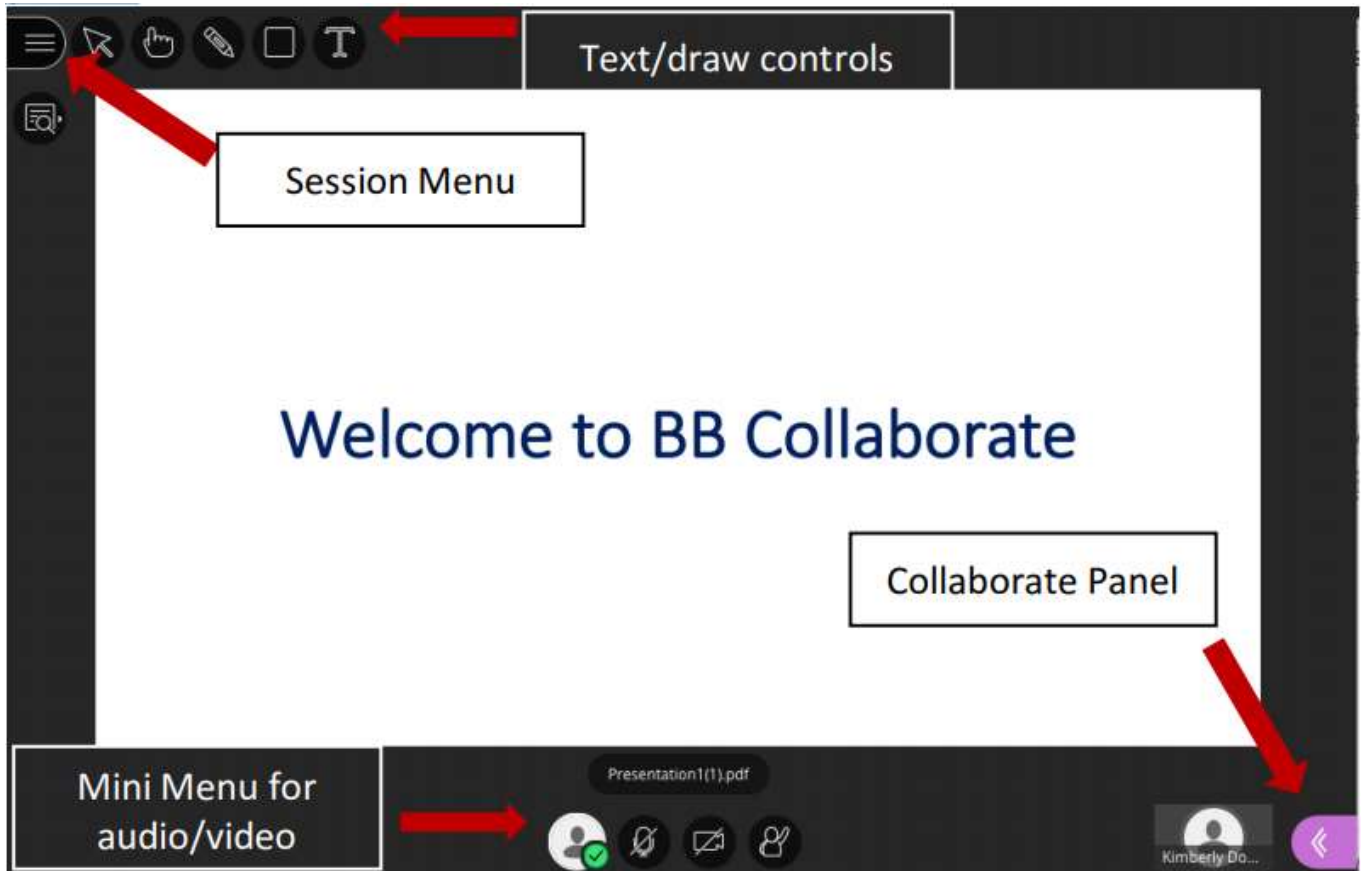 Text/draw controls
Session Menu
Welcome to BB Collaborate
Collaborate Panel
Mini Menu for
audio/video
Presentation1(1).pdf
Kimberly Do...